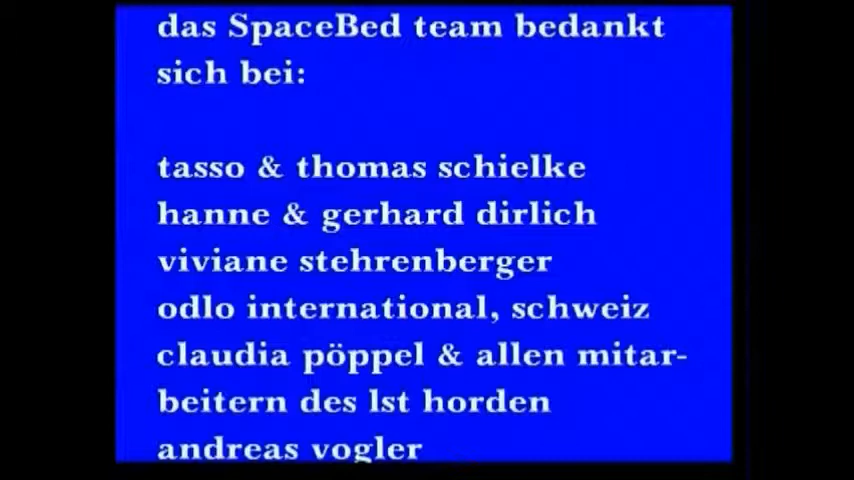 das SpaceBed team bedankt
sich bei:
tasso & thomas schielke
hanne & gerhard dirlich
viviane stehrenberger
odlo international, schweiz
claudia pöppel & allen mitar-
beitern des lst horden
andreas vogler